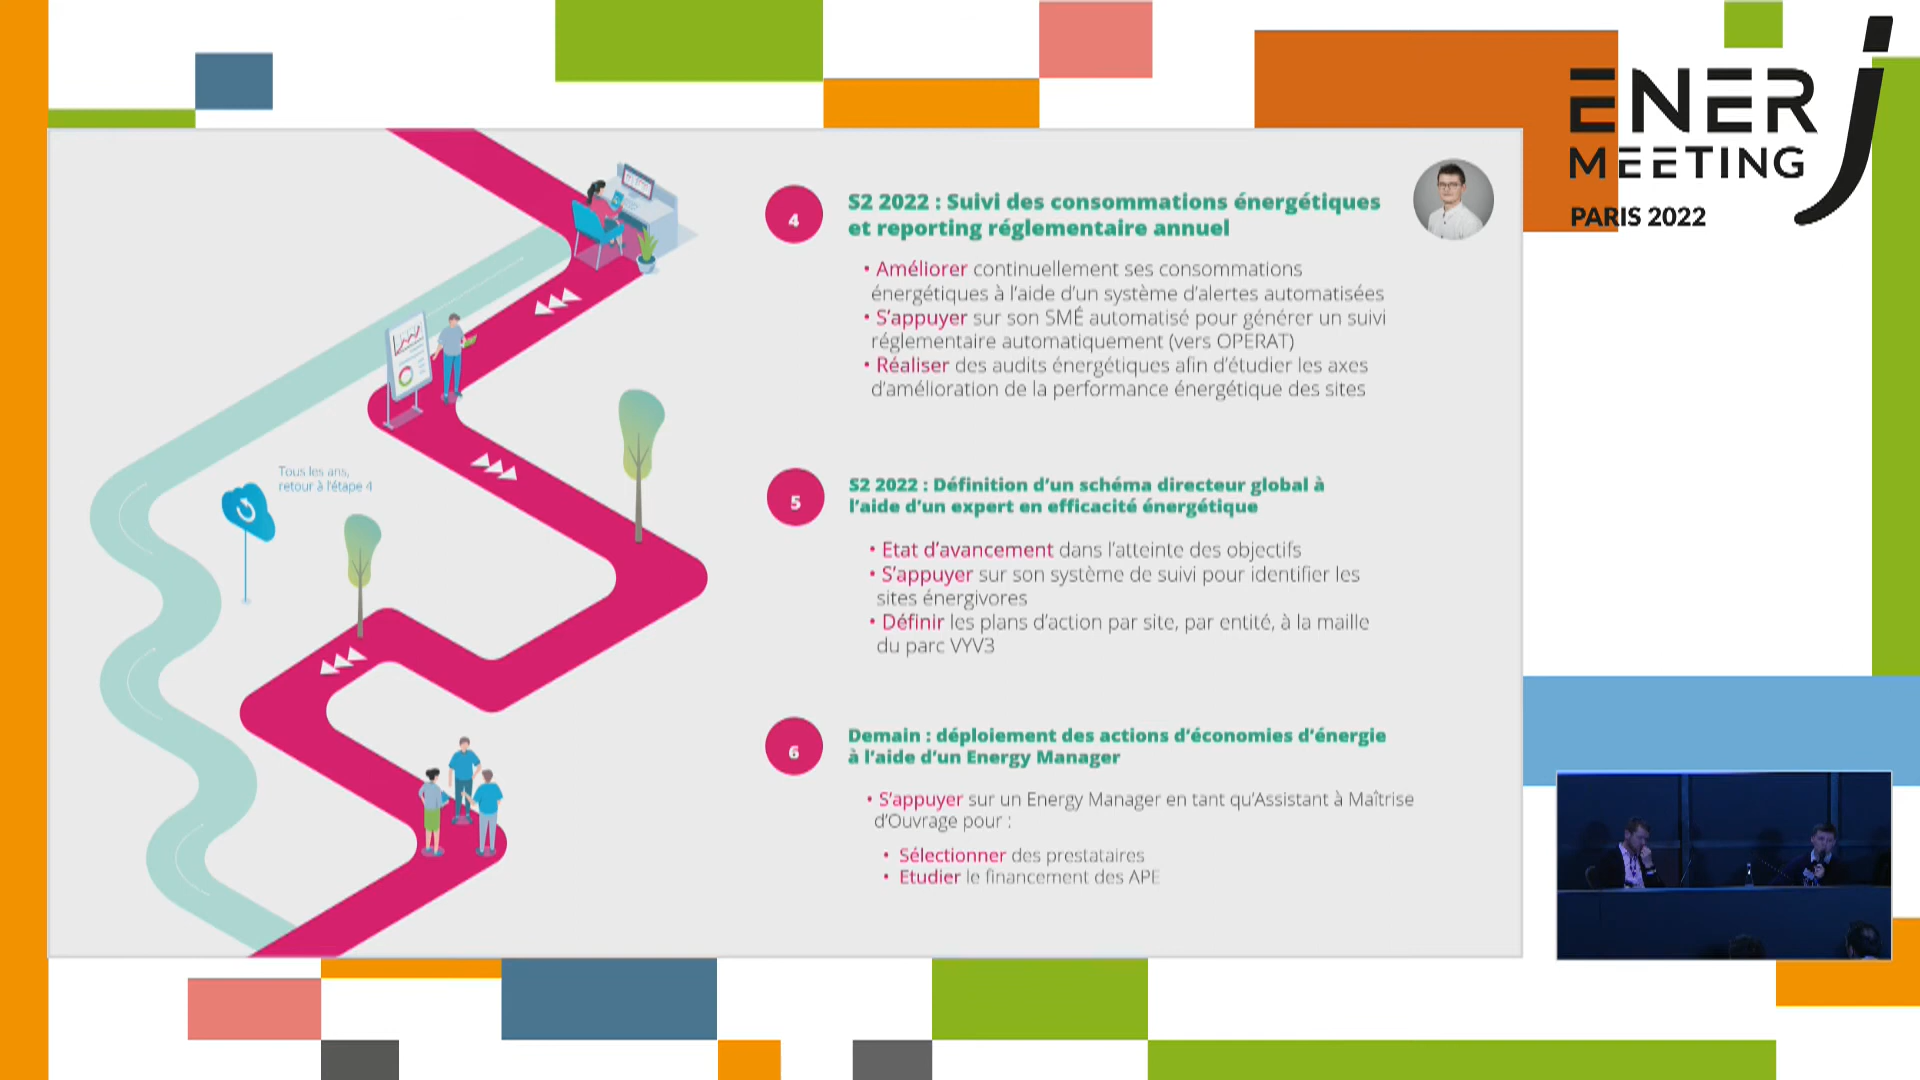 ENER
MEETING
PARIS 2022
4
S2 2022 : Suivi des consommations énergétiques
et reporting réglementaire annuel
• Améliorer continuellement ses consommations
énergétiques à l'aide d'un système d'alertes automatisées
• S'appuyer sur son SMÉ automatisé pour générer un suivi
réglementaire automatiquement (vers OPERAT)
• Réaliser des audits énergétiques afin d'étudier les axes
d'amélioration de la performance énergétique des sites
Tous les ans,
retour à l'étape 4
5
S2 2022 : Définition d'un schéma directeur global à
l'aide d'un expert en efficacité énergétique
• Etat d'avancement dans l'atteinte des objectifs
• S'appuyer sur son système de suivi pour identifier les
sites énergivores
• Définir les plans d'action par site, par entité, à la maille
du parc VYV3
6
Demain : déploiement des actions d'économies d'énergie
à l'aide d'un Energy Manager
• S'appuyer sur un Energy Manager en tant qu'Assistant à Maîtrise
d'Ouvrage pour :
• Sélectionner des prestataires
• Etudier le financement des APE